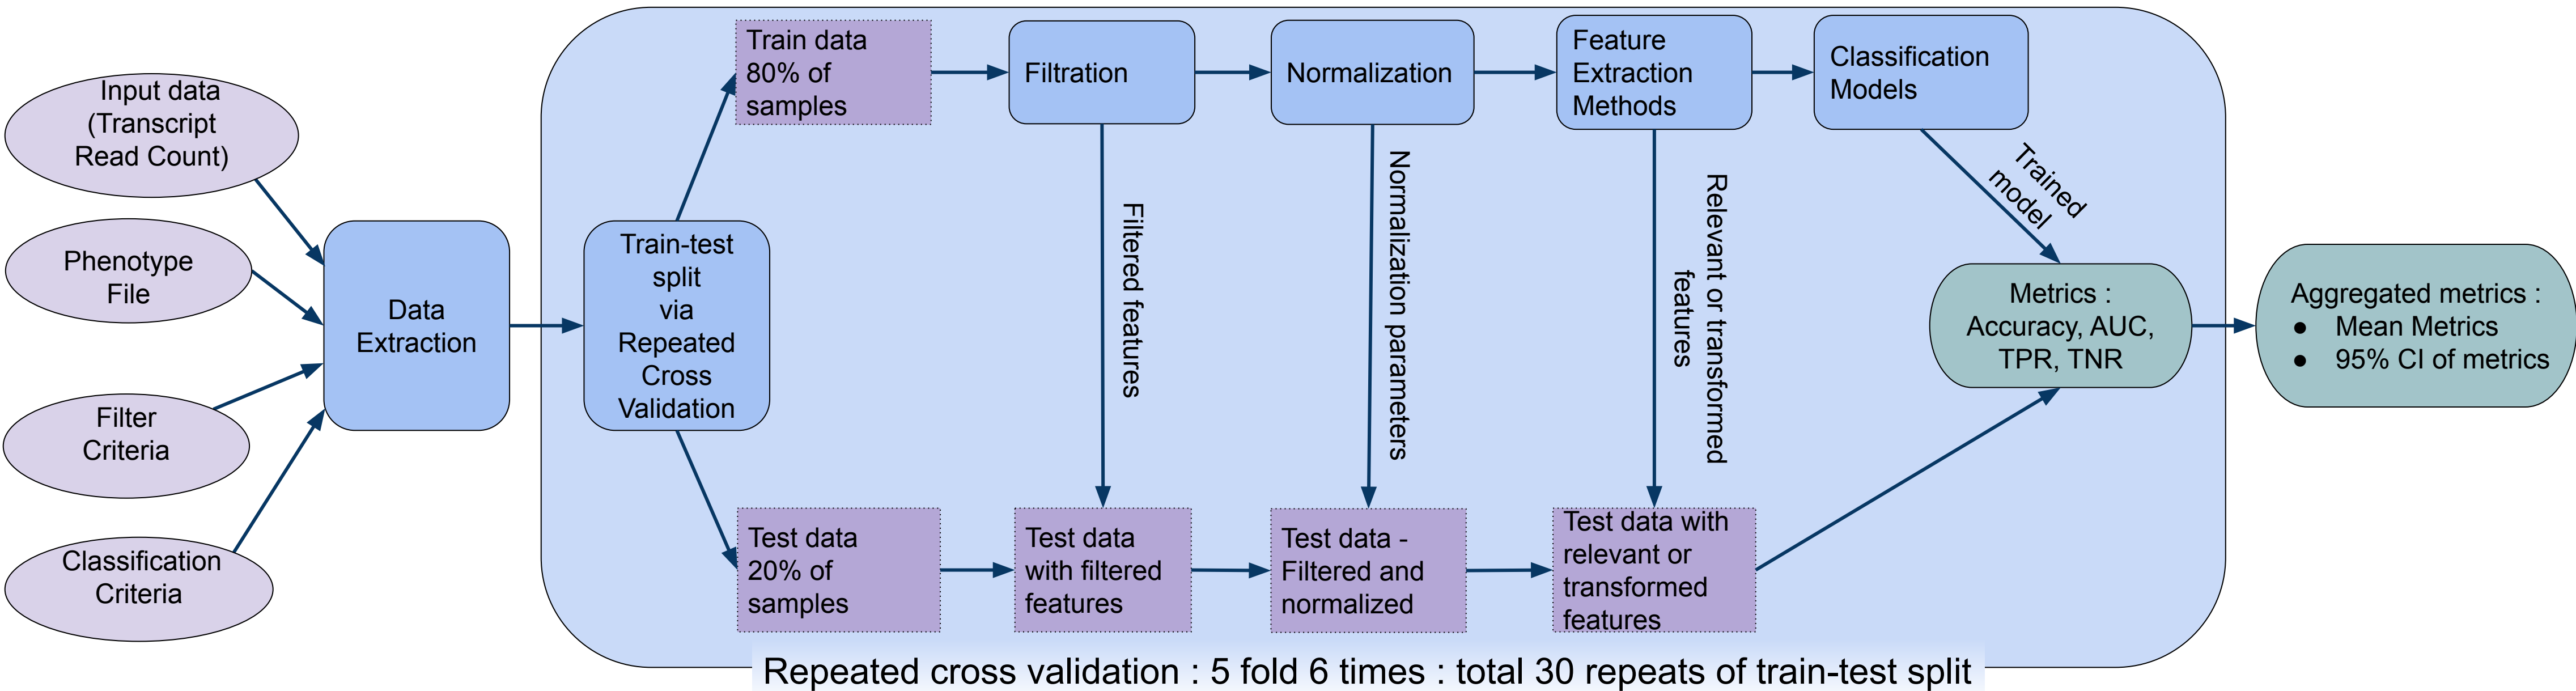 Input data
(Transcript
Read Count)
Phenotype
File
Filter
Criteria
Classification
Criteria
Data
Extraction
Train-test
split
via
Repeated
Cross
Validation
Train data
80% of
samples
Filtration
Normalization
Feature
Extraction
Methods
Classification
Models
Filtered features
Normalization parameters
Relevant or transformed
features
Trained
model
Test data
20% of
samples
Test data
with filtered
features
Test data -
Filtered and
normalized
Test data with
relevant or
transformed
features
Metrics :
Accuracy, AUC,
TPR, TNR
Aggregated metrics :
● Mean Metrics
● 95% CI of metrics
Repeated cross validation : 5 fold 6 times : total 30 repeats of train-test split